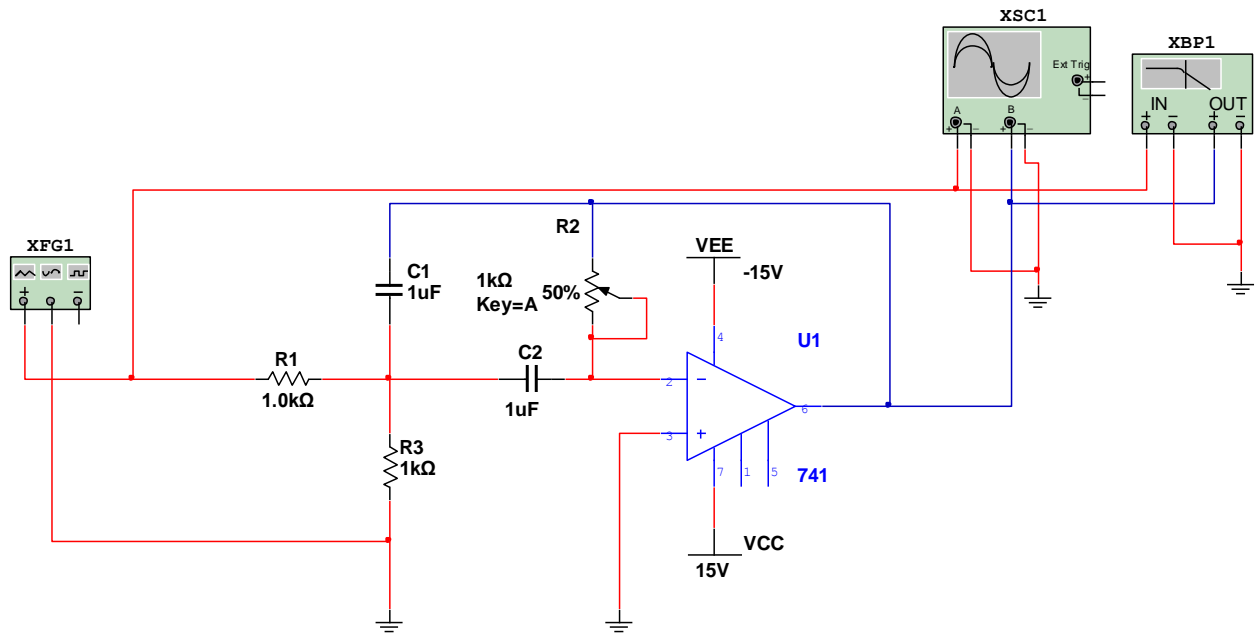 XSC1
Ext Trig
+
−
A
B
+
−
+
−
XBP1
IN
OUT
+
−
+
−
XFG1
+
−
R2
1kΩ
50%
Key=A
VEE
-15V
C1
1uF
U1
4
R1
1.0kΩ
C2
1uF
2
−
6
3
+
R3
1kΩ
7
1
5
741
VCC
15V